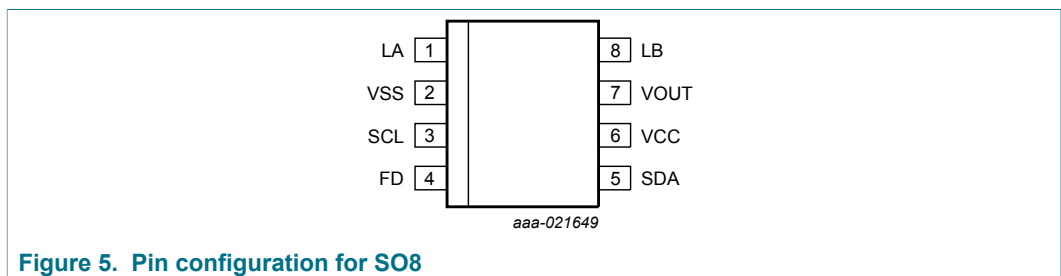 LA 1 8 LB
VSS 2 7 VOUT
SCL 3 6 VCC
FD 4 5 SDA
aaa-021649
Figure 5. Pin configuration for SO8